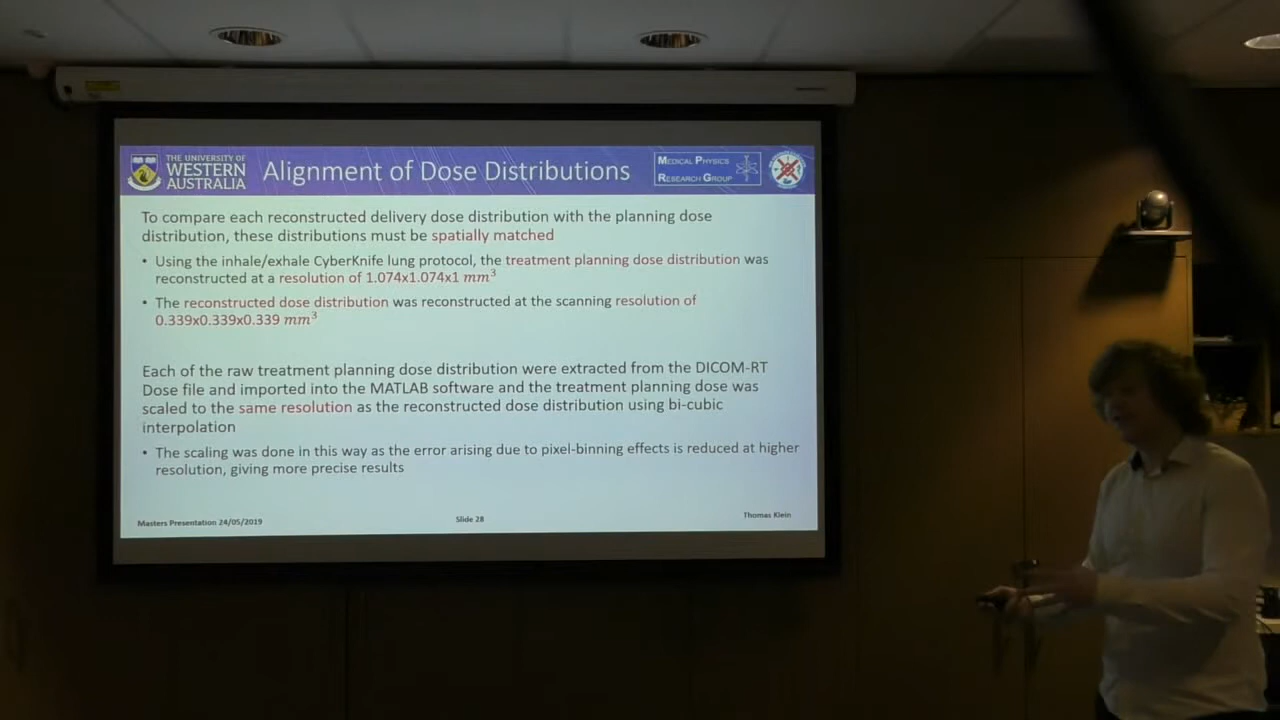 THE UNIVERSITY OF
WESTERN
AUSTRALIA
Alignment of Dose Distributions
MEDICAL PHYSICS
RESEARCH GROUP
To compare each reconstructed delivery dose distribution with the planning dose
distribution, these distributions must be spatially matched
• Using the inhale/exhale CyberKnife lung protocol, the treatment planning dose distribution was
reconstructed at a resolution of 1.074x1.074x1 mm³
• The reconstructed dose distribution was reconstructed at the scanning resolution of
0.339x0.339x0.339 mm³
Each of the raw treatment planning dose distribution were extracted from the DICOM-RT
Dose file and imported into the MATLAB software and the treatment planning dose was
scaled to the same resolution as the reconstructed dose distribution using bi-cubic
interpolation
• The scaling was done in this way as the error arising due to pixel-binning effects is reduced at higher
resolution, giving more precise results
Masters Presentation 24/05/2019
Slide 28
Thomas Klein